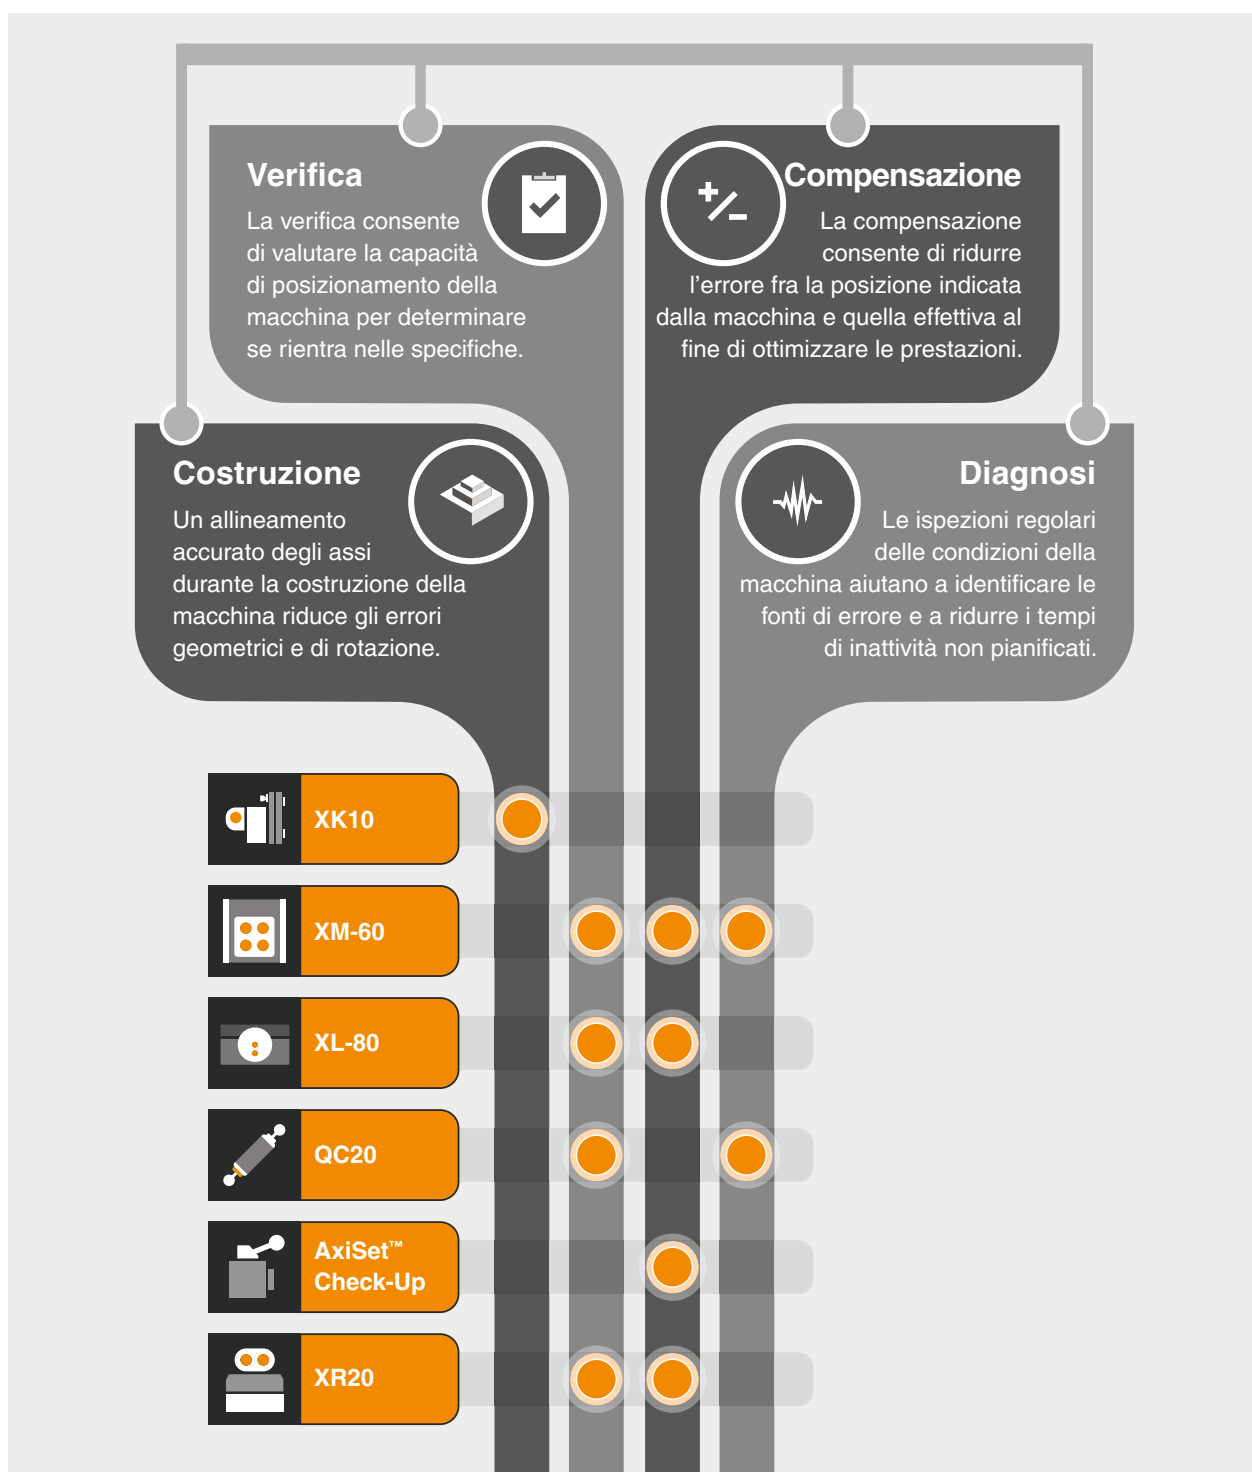 Verifica
La verifica consente
di valutare la capacità
di posizionamento della
macchina per determinare
se rientra nelle specifiche.
Compensazione
La compensazione
consente di ridurre
l’errore fra la posizione indicata
dalla macchina e quella effettiva al
fine di ottimizzare le prestazioni.
Costruzione
Un allineamento
accurato degli assi
durante la costruzione della
macchina riduce gli errori
geometrici e di rotazione.
Diagnosi
Le ispezioni regolari
delle condizioni della
macchina aiutano a identificare le
fonti di errore e a ridurre i tempi
di inattività non pianificati.
XK10
XM-60
XL-80
QC20
AxiSet™
Check-Up
XR20